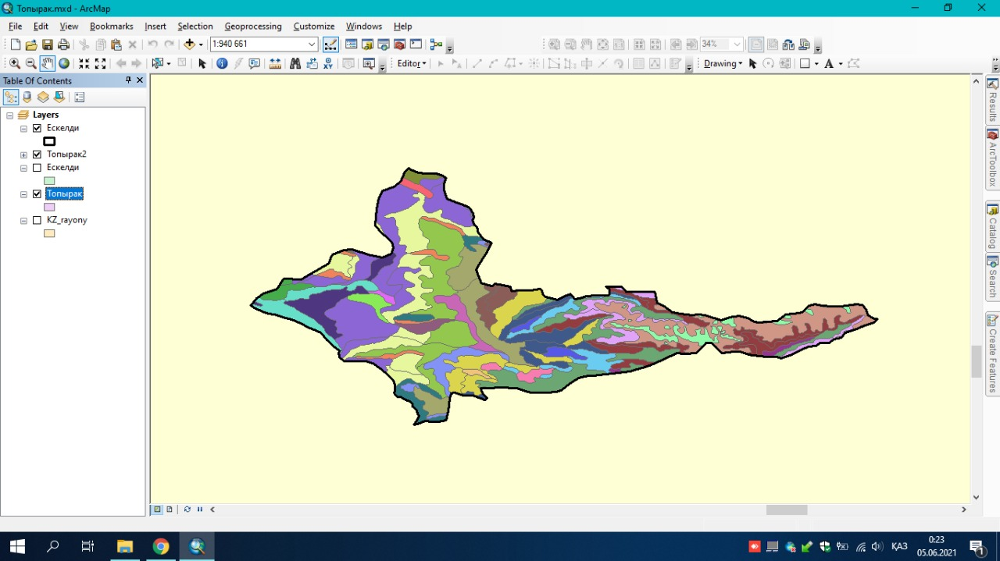 Топырак.mxd - ArcMap
File Edit View Bookmarks Insert Selection Geoprocessing Customize Windows Help
1:940 661
34%
Editor
Drawing
Table Of Contents
Layers
Ескелди
Топырак2
Ескелди
Топырак
KZ_rayony
Results
ArcToolbox
Catalog
Search
Create Features
ҚАЗ
0:23
05.06.2021
1